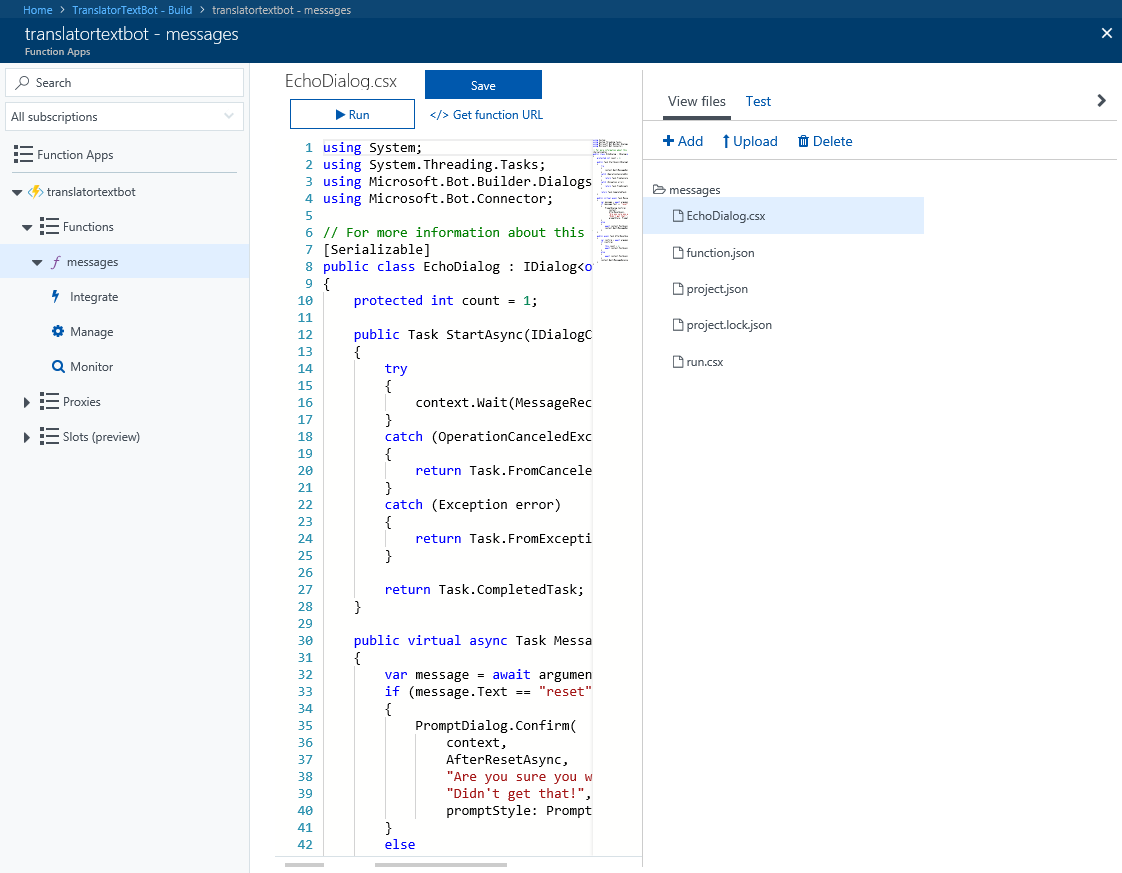 Home > TranslatorTextBot - Build > translatortextbot - messages
translatortextbot - messages
Function Apps
Search
All subscriptions
Function Apps
translatortextbot
Functions
messages
Integrate
Manage
Monitor
Proxies
Slots (preview)
EchoDialog.csx
Save
Run
</> Get function URL
1 using System;
2 using System.Threading.Tasks;
3 using Microsoft.Bot.Builder.Dialogs
4 using Microsoft.Bot.Connector;
5
6 // For more information about this
7 [Serializable]
8 public class EchoDialog : IDialog<o
9 {
10 protected int count = 1;
11
12 public Task StartAsync(IDialogC
13 {
14 try
15 {
16 context.Wait(MessageRec
17 }
18 catch (OperationCanceledExc
19 {
20 return Task.FromCancele
21 }
22 catch (Exception error)
23 {
24 return Task.FromExcepti
25 }
26
27 return Task.CompletedTask;
28 }
29
30 public virtual async Task Messa
31 {
32 var message = await argumen
33 if (message.Text == "reset"
34 {
35 PromptDialog.Confirm(
36 context,
37 AfterResetAsync,
38 "Are you sure you w
39 "Didn't get that!",
40 promptStyle: Prompt
41 }
42 else
View files
Test
Add
Upload
Delete
messages
EchoDialog.csx
function.json
project.json
project.lock.json
run.csx